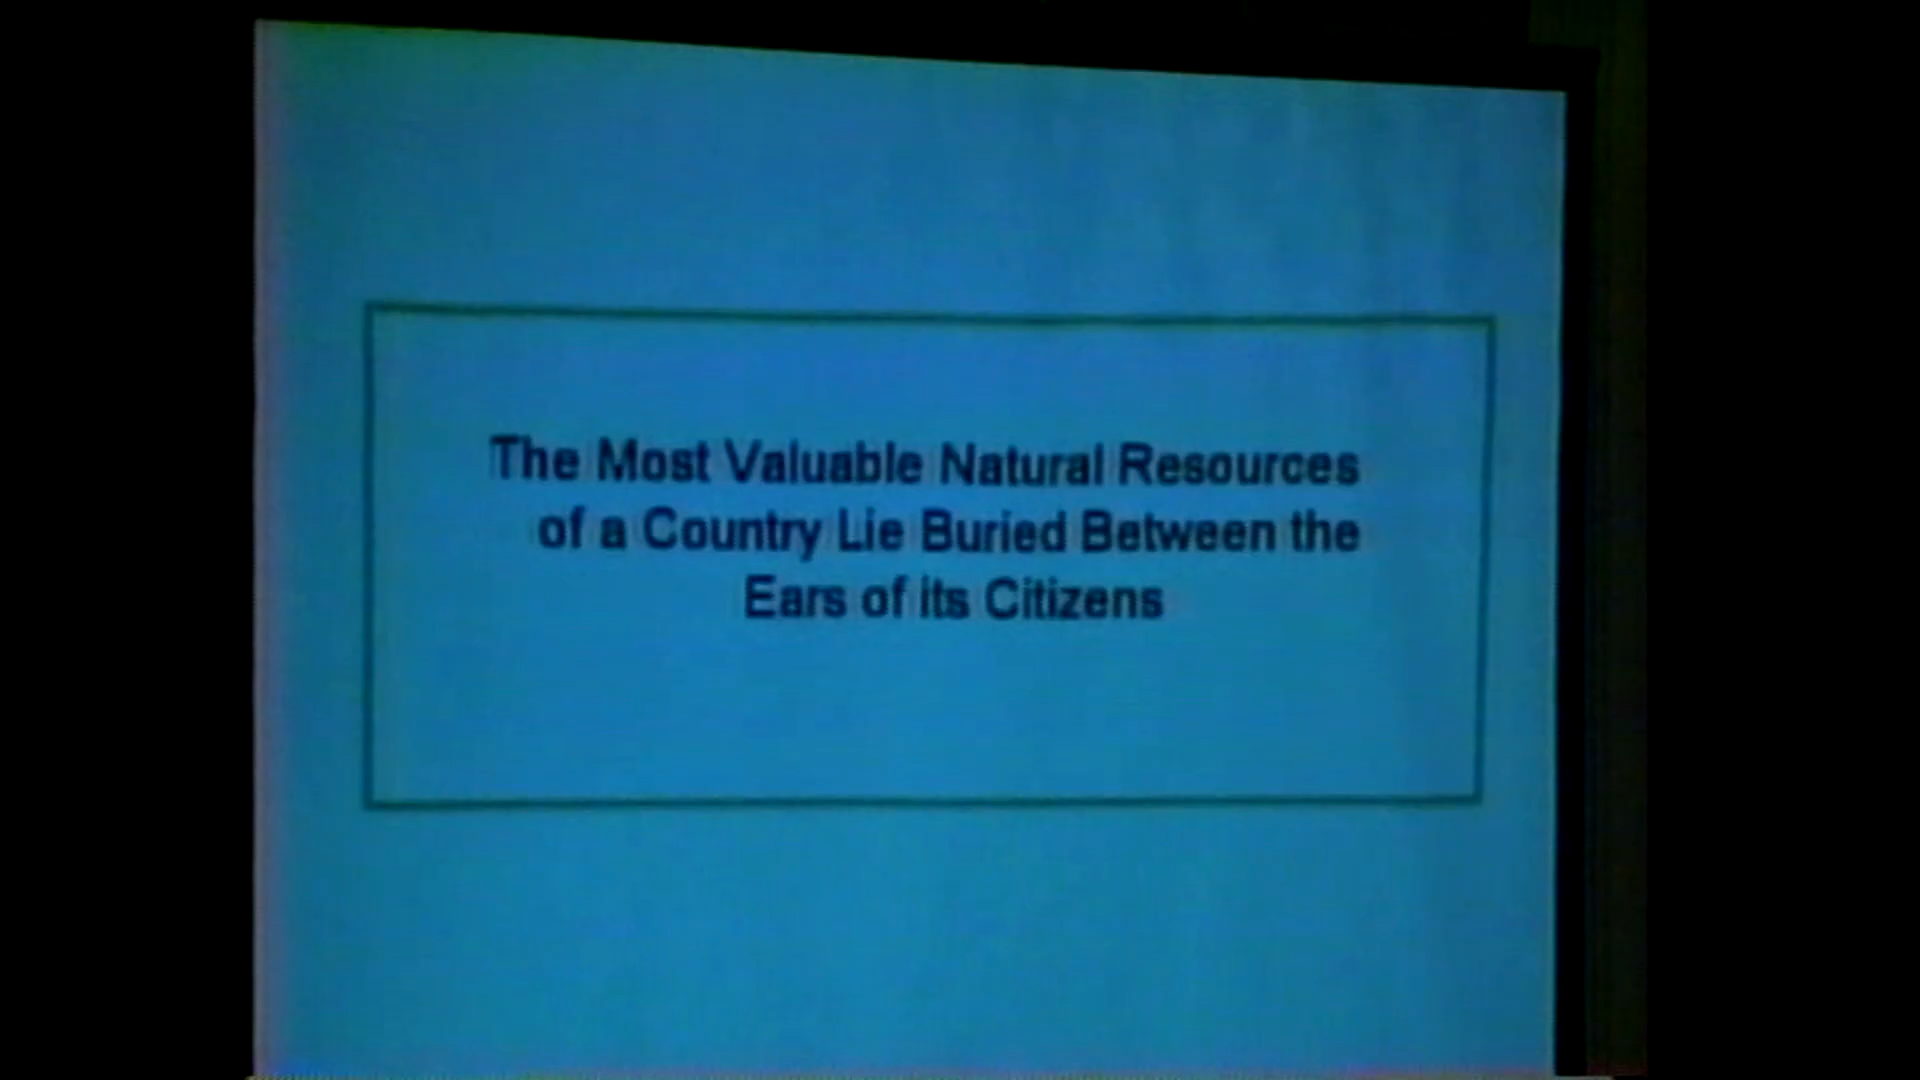 The Most Valuable Natural Resources
of a Country Lie Buried Between the
Ears of its Citizens